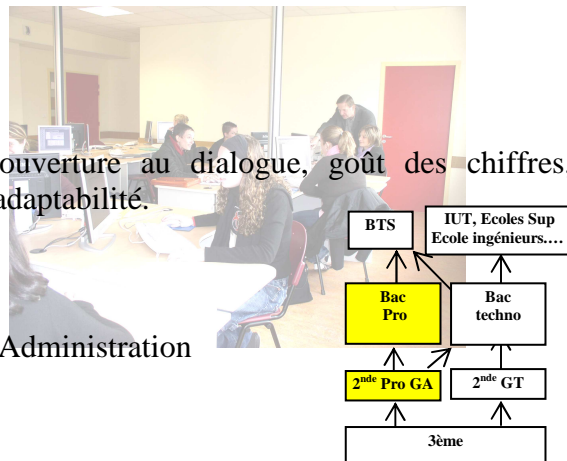 ouverture au dialogue, goût des chiffres.
adaptabilité.
BTS
IUT, Ecoles Sup
Ecole ingénieurs....
Bac
Pro
Bac
techno
Administration
2nde Pro GA
2nde GT
3ème